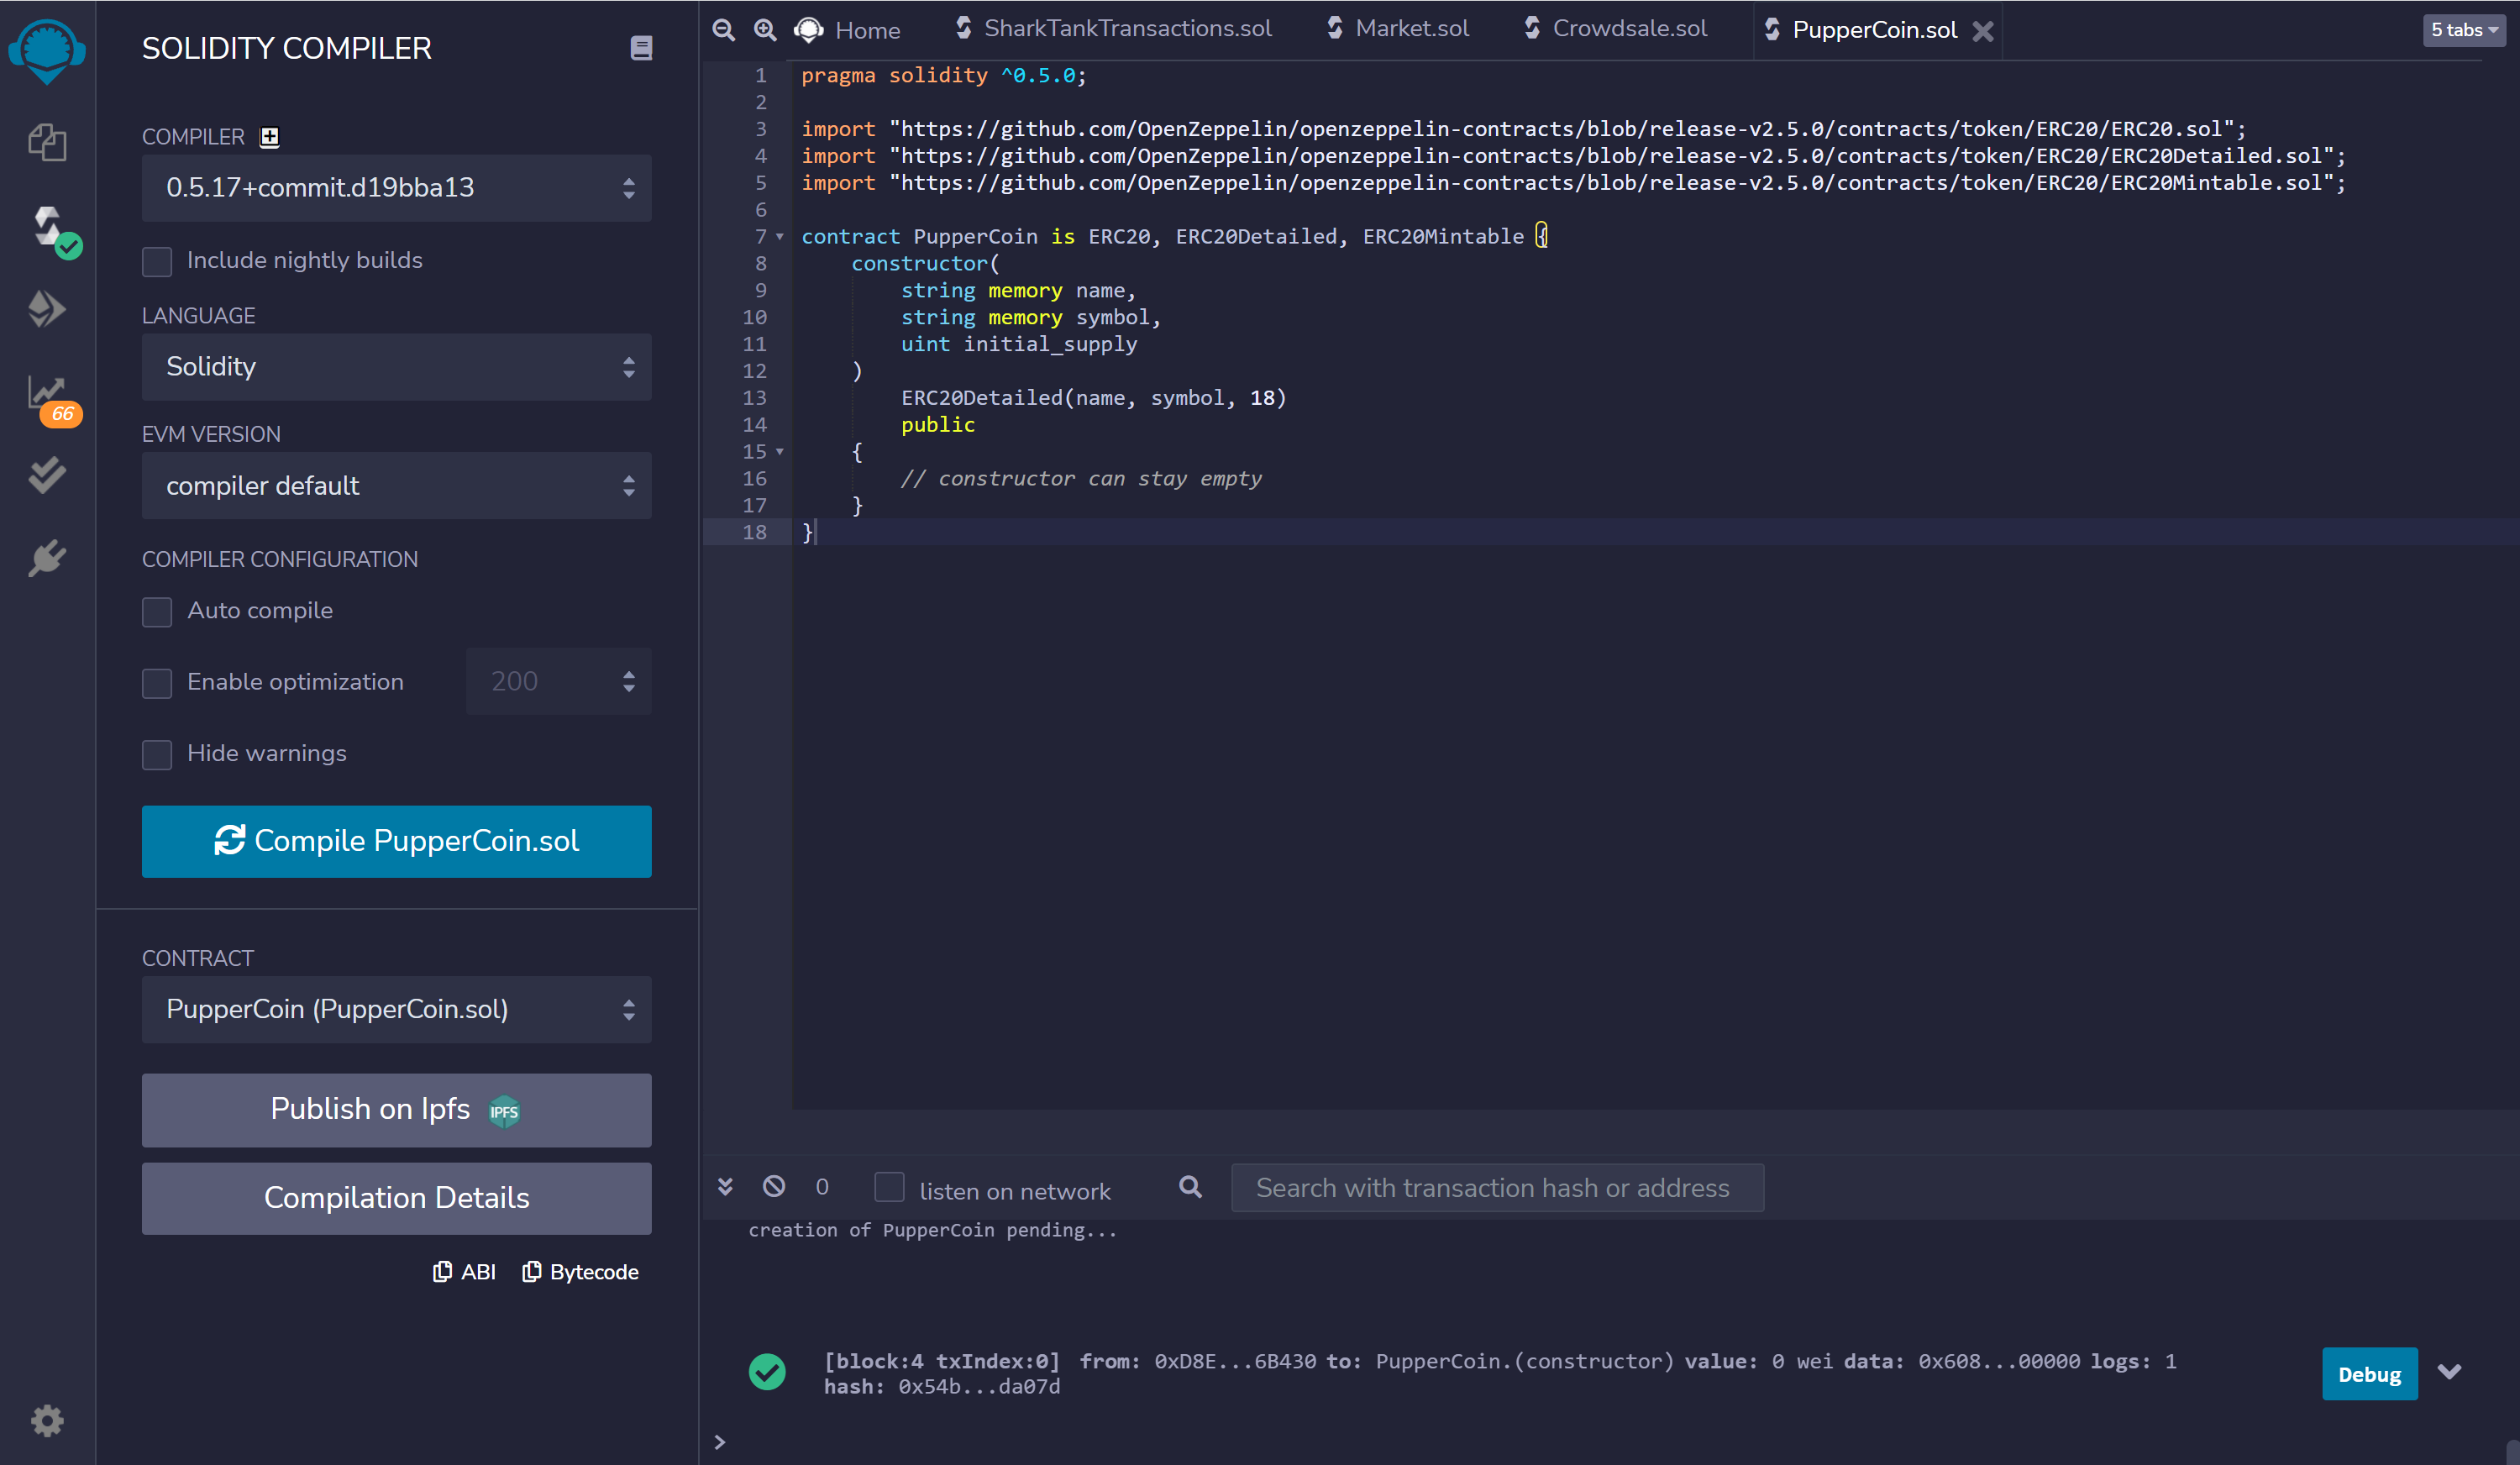 SOLIDITY COMPILER
COMPILER
0.5.17+commit.d19bba13
Include nightly builds
LANGUAGE
Solidity
EVM VERSION
compiler default
COMPILER CONFIGURATION
Auto compile
Enable optimization 200
Hide warnings
Compile PupperCoin.sol
CONTRACT
PupperCoin (PupperCoin.sol)
Publish on Ipfs IPFS
Compilation Details
ABI Bytecode
66
Home SharkTankTransactions.sol Market.sol Crowdsale.sol PupperCoin.sol 5 tabs
1 pragma solidity ^0.5.0;
2
3 import "https://github.com/OpenZeppelin/openzeppelin-contracts/blob/release-v2.5.0/contracts/token/ERC20/ERC20.sol";
4 import "https://github.com/OpenZeppelin/openzeppelin-contracts/blob/release-v2.5.0/contracts/token/ERC20/ERC20Detailed.sol";
5 import "https://github.com/OpenZeppelin/openzeppelin-contracts/blob/release-v2.5.0/contracts/token/ERC20/ERC20Mintable.sol";
6
7 contract PupperCoin is ERC20, ERC20Detailed, ERC20Mintable {
8 constructor(
9 string memory name,
10 string memory symbol,
11 uint initial_supply
12 )
13 ERC20Detailed(name, symbol, 18)
14 public
15 {
16 // constructor can stay empty
17 }
18 }
0 listen on network Search with transaction hash or address
creation of PupperCoin pending...
[block:4 txIndex:0] from: 0xD8E...6B430 to: PupperCoin.(constructor) value: 0 wei data: 0x608...00000 logs: 1
hash: 0x54b...da07d
Debug
>